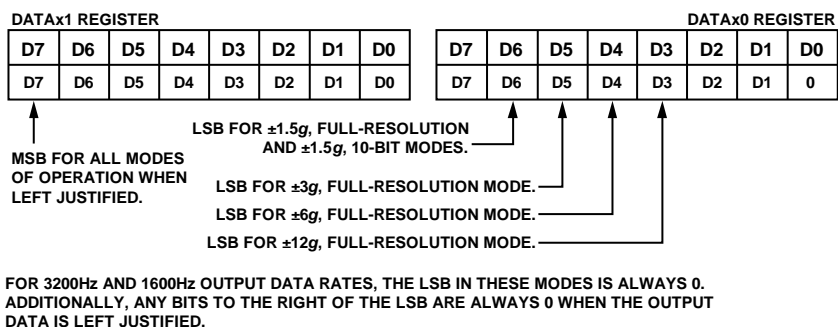 DATAx1 REGISTER DATAx0 REGISTER
D7 D6 D5 D4 D3 D2 D1 D0 D7 D6 D5 D4 D3 D2 D1 D0
D7 D6 D5 D4 D3 D2 D1 D0 D7 D6 D5 D4 D3 D2 D1 0
MSB FOR ALL MODES
OF OPERATION WHEN
LEFT JUSTIFIED.
LSB FOR ±1.5g, FULL-RESOLUTION
AND ±1.5g, 10-BIT MODES.
LSB FOR ±3g, FULL-RESOLUTION MODE.
LSB FOR ±6g, FULL-RESOLUTION MODE.
LSB FOR ±12g, FULL-RESOLUTION MODE.
FOR 3200Hz AND 1600Hz OUTPUT DATA RATES, THE LSB IN THESE MODES IS ALWAYS 0.
ADDITIONALLY, ANY BITS TO THE RIGHT OF THE LSB ARE ALWAYS 0 WHEN THE OUTPUT
DATA IS LEFT JUSTIFIED.